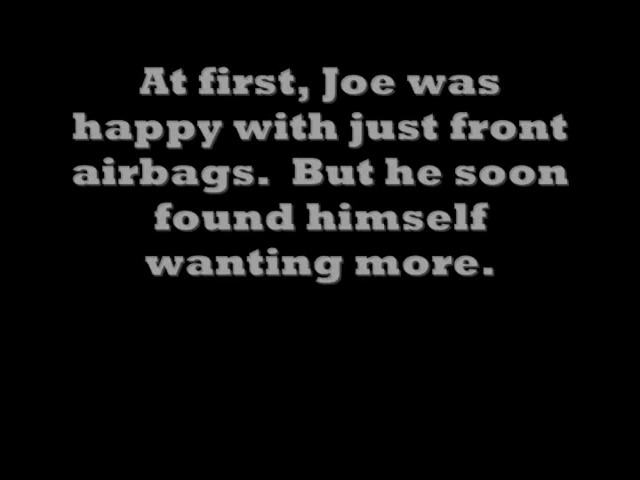 At first, Joe was
happy with just front
airbags.  But he soon
found himself
wanting more.